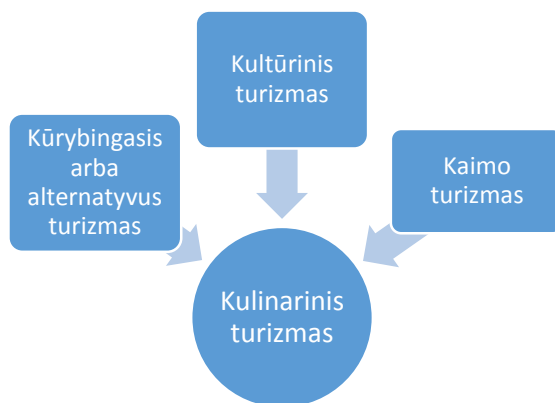 Kultūrinis
turizmas
Kūrybingasis
arba
alternatyvus
turizmas
Kaimo
turizmas
Kulinarinis
turizmas